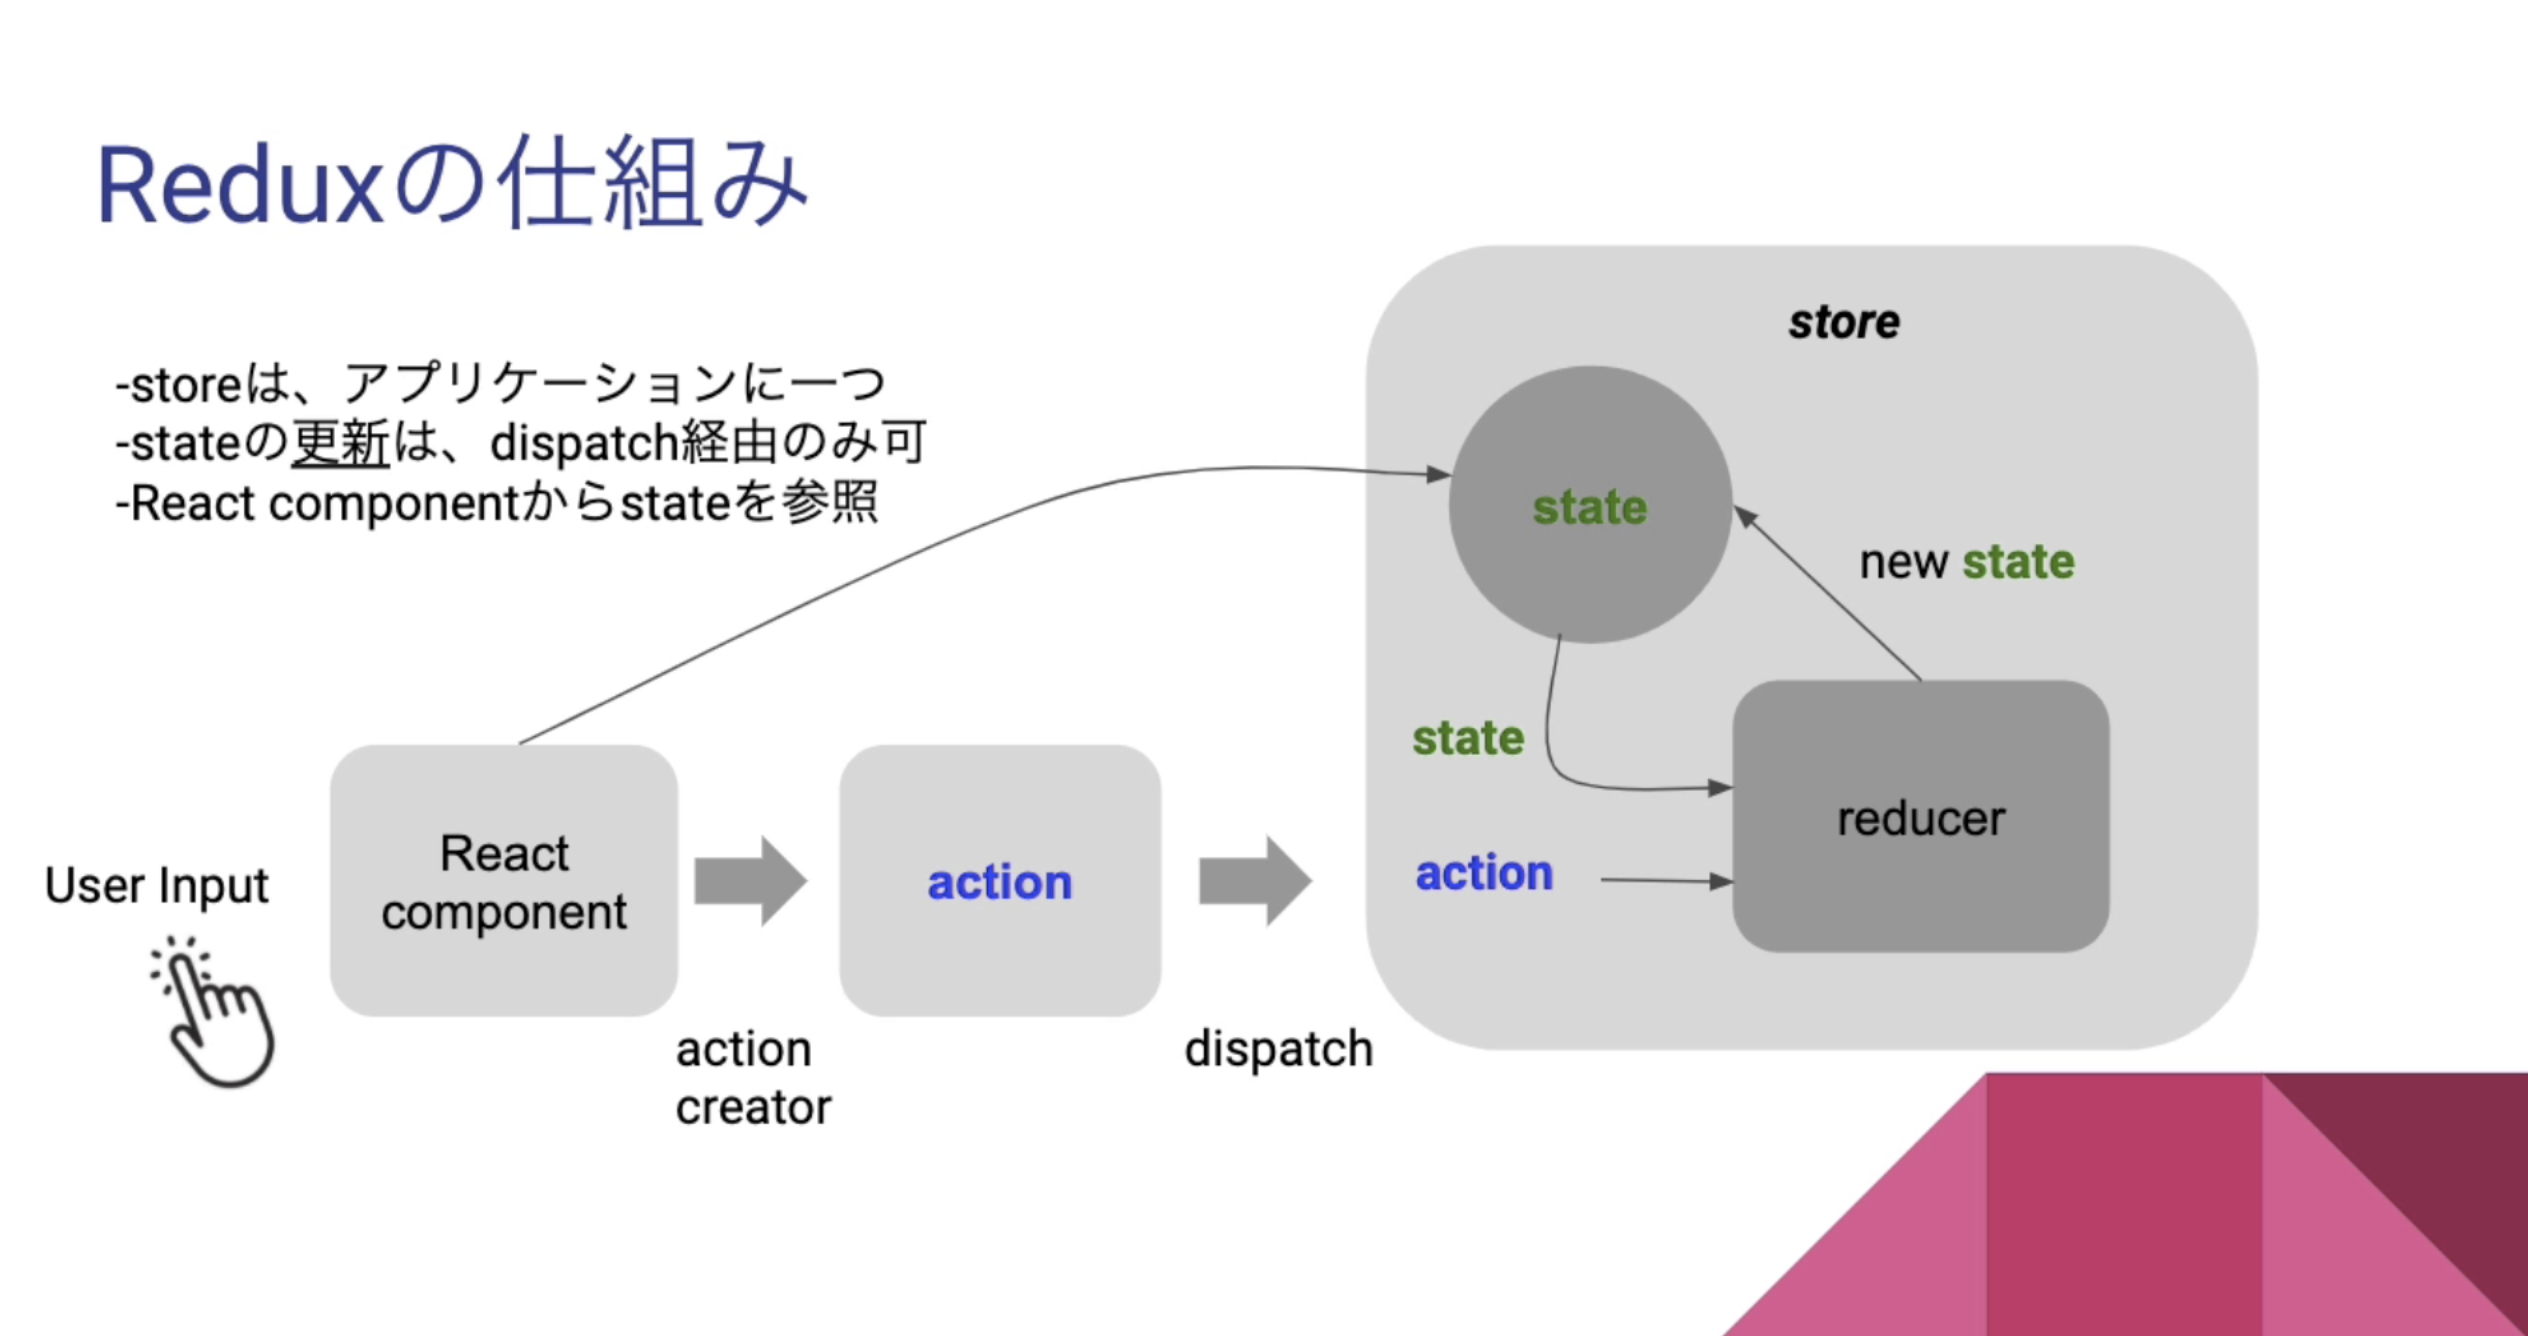 Reduxの仕組み
-storeは、アプリケーションに一つ
-stateの更新は、dispatch経由のみ可
-React componentからstateを参照
store
state
new state
state
action
reducer
User Input
React
component
action
creator
action
dispatch